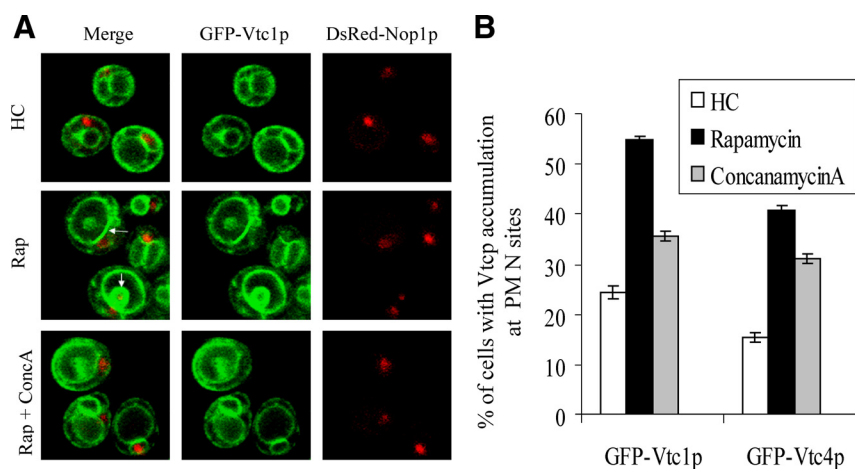 A
Merge
GFP-Vtc1p
DsRed-Nop1p
HC
Rap
Rap + ConcA
B
HC
Rapamycin
ConcanamycinA
% of cells with Vtcp accumulation
at PMN sites
60
50
40
30
20
10
0
GFP-Vtc1p
GFP-Vtc4p